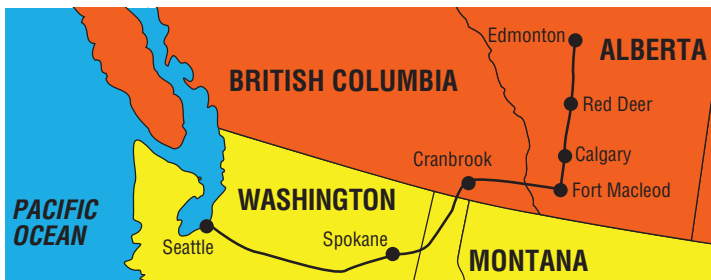 Edmonton
ALBERTA
BRITISH COLUMBIA
Red Deer
Calgary
Cranbrook
Fort Macleod
WASHINGTON
PACIFIC
OCEAN
Seattle
Spokane
MONTANA